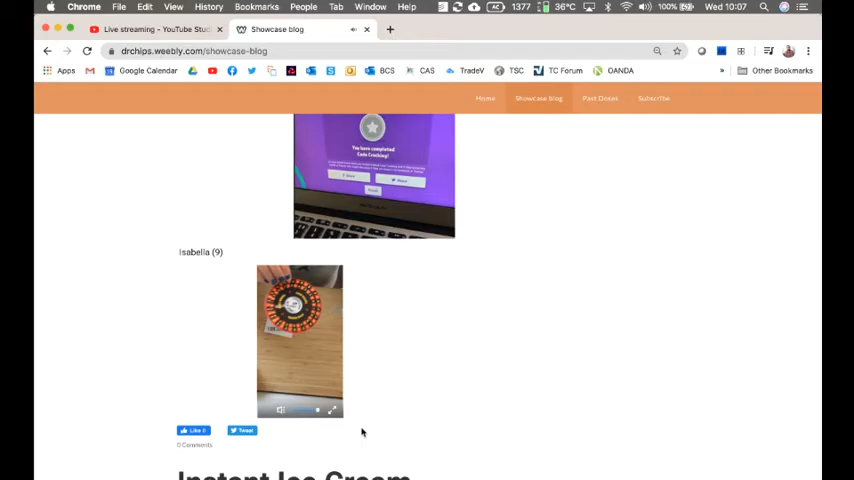 Chrome File Edit View History Bookmarks People Tab Window Help 1377 36°C 100% Wed 10:07
Live streaming - YouTube Stud
Showcase blog
drchips.weebly.com/showcase-blog
Apps Google Calendar BCS CAS TradeV TSC TC Forum OANDA » Other Bookmarks
Home Showcase blog Past Doses Subscribe
You have completed
Code Cracking!
Isabella (9)
Like 0 Tweet
0 Comments
Instant Ice Cream